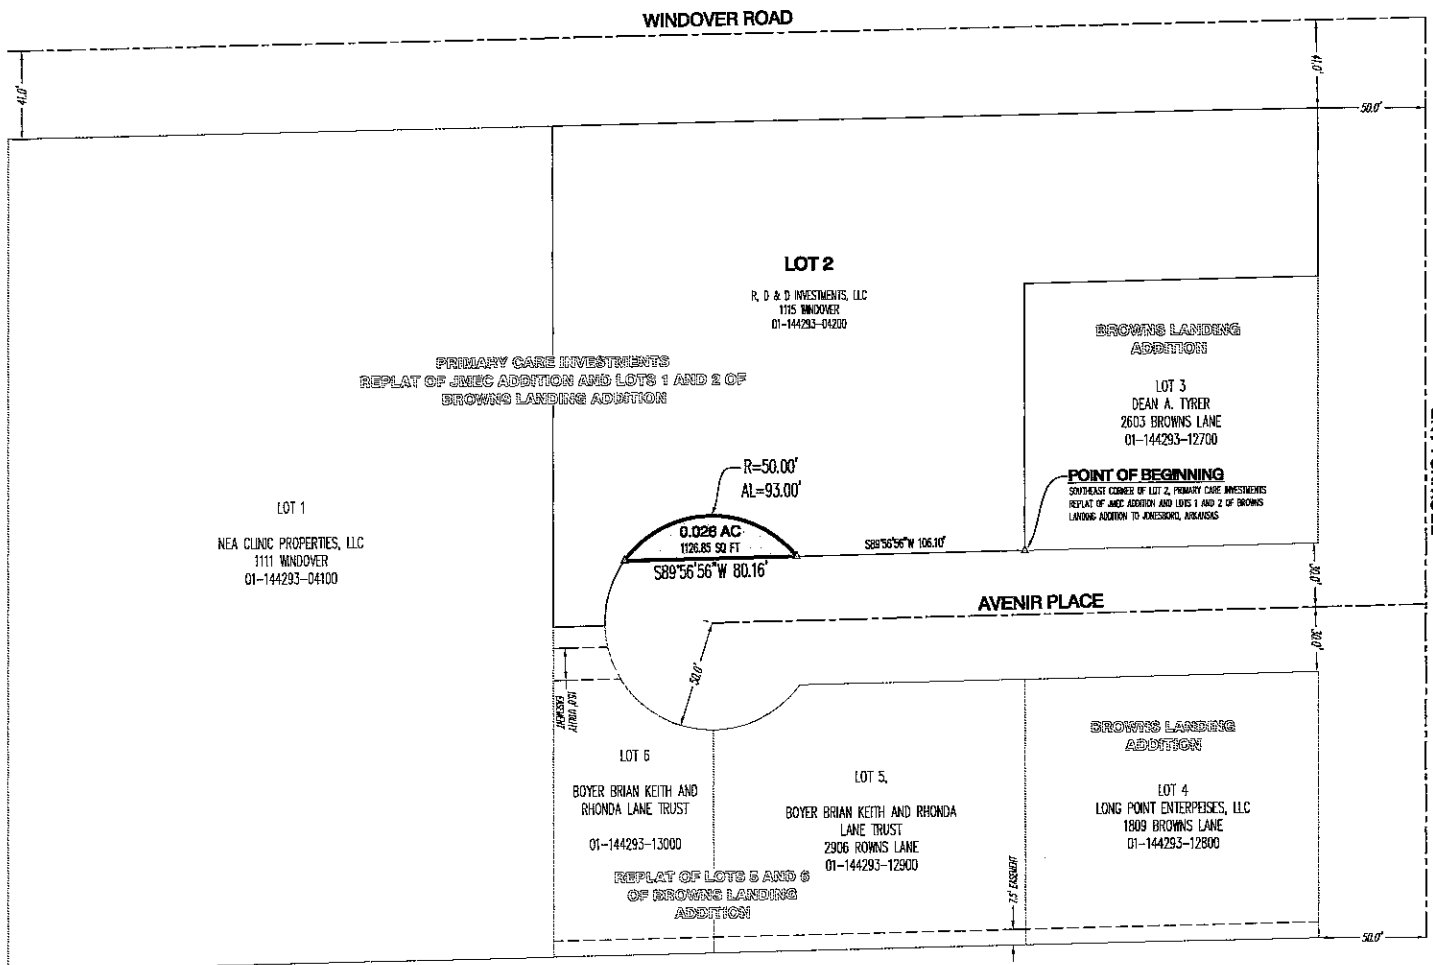 WINDOVER ROAD
41.0'
41.0'
50.0'
LOT 2
R, D & D INVESTMENTS, LLC
1115 WINDOVER
01-144293-04200
BROWNS LANDING
ADDITION
PRIMARY CARE INVESTMENTS
REPLAT OF JMEC ADDITION AND LOTS 1 AND 2 OF
BROWNS LANDING ADDITION
LOT 3
DEAN A. TYRER
2603 BROWNS LANE
01-144293-12700
R=50.00'
AL=93.00'
POINT OF BEGINNING
SOUTHEAST CORNER OF LOT 2, PRIMARY CARE INVESTMENTS
REPLAT OF JMEC ADDITION AND LOTS 1 AND 2 OF BROWNS
LANDING ADDITION TO JONESBORO, ARKANSAS
LOT 1
NEA CLINIC PROPERTIES, LLC
1111 WINDOVER
01-144293-04100
0.026 AC
1126.85 SQ FT
S89°56'56"W 80.16'
S89°56'56"W 106.10'
30.0'
AVENIR PLACE
30.0'
50.0'
15.0' UTILITY
EASEMENT
BROWNS LANDING
ADDITION
LOT 6
BOYER BRIAN KEITH AND
RHONDA LANE TRUST
01-144293-13000
LOT 5,
BOYER BRIAN KEITH AND RHONDA
LANE TRUST
2906 ROWNS LANE
01-144293-12900
LOT 4
LONG POINT ENTERPEISES, LLC
1809 BROWNS LANE
01-144293-12800
REPLAT OF LOTS 5 AND 6
OF BROWNS LANDING
ADDITION
7.5' EASEMENT
50.0'